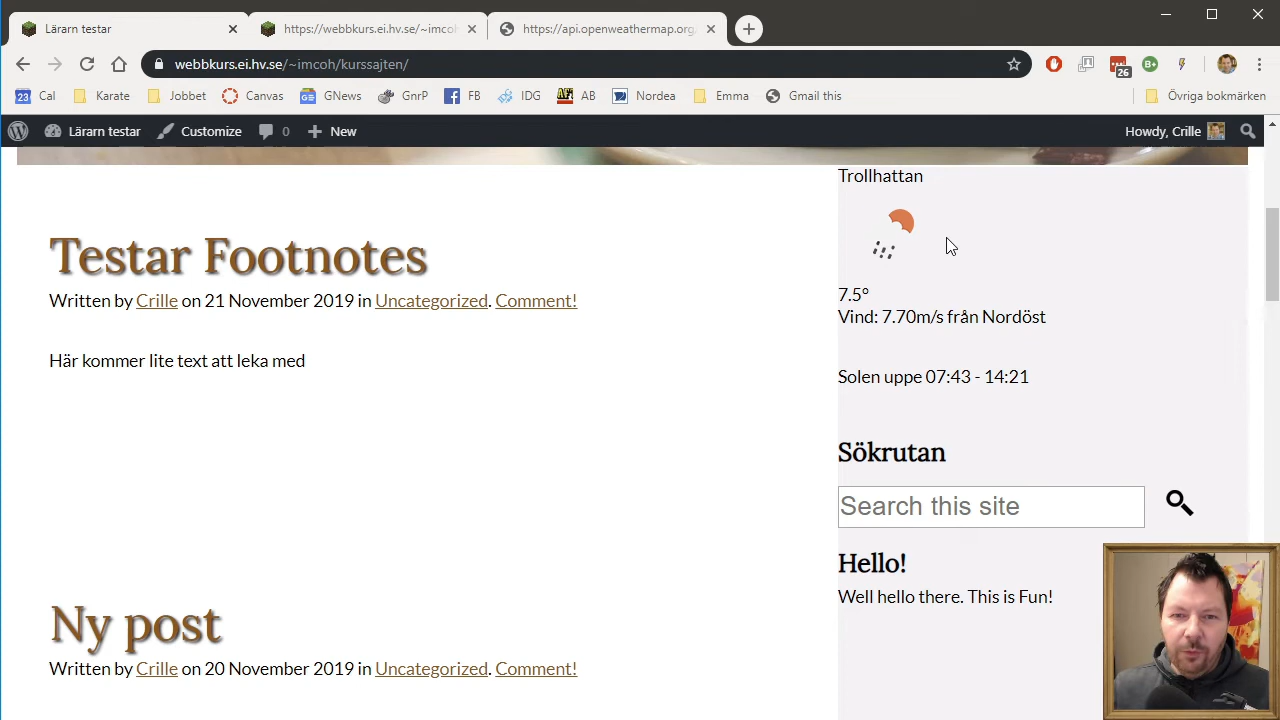 Lärarn testar
https://webbkurs.ei.hv.se/~imcoh
https://api.openweathermap.org
webbkurs.ei.hv.se/~imcoh/kurssajten/
26
23 Cal
Karate
Jobbet
Canvas
GNews
GnrP
FB
IDG
AB
Nordea
Emma
Gmail this
Övriga bokmärken
Lärarn testar
Customize
0
New
Howdy, Crille
Trollhattan
7.5°
Vind: 7.70m/s från Nordöst
Solen uppe 07:43 - 14:21
Sökrutan
Search this site
Hello!
Well hello there. This is Fun!
Testar Footnotes
Written by Crille on 21 November 2019 in Uncategorized. Comment!
Här kommer lite text att leka med
Ny post
Written by Crille on 20 November 2019 in Uncategorized. Comment!